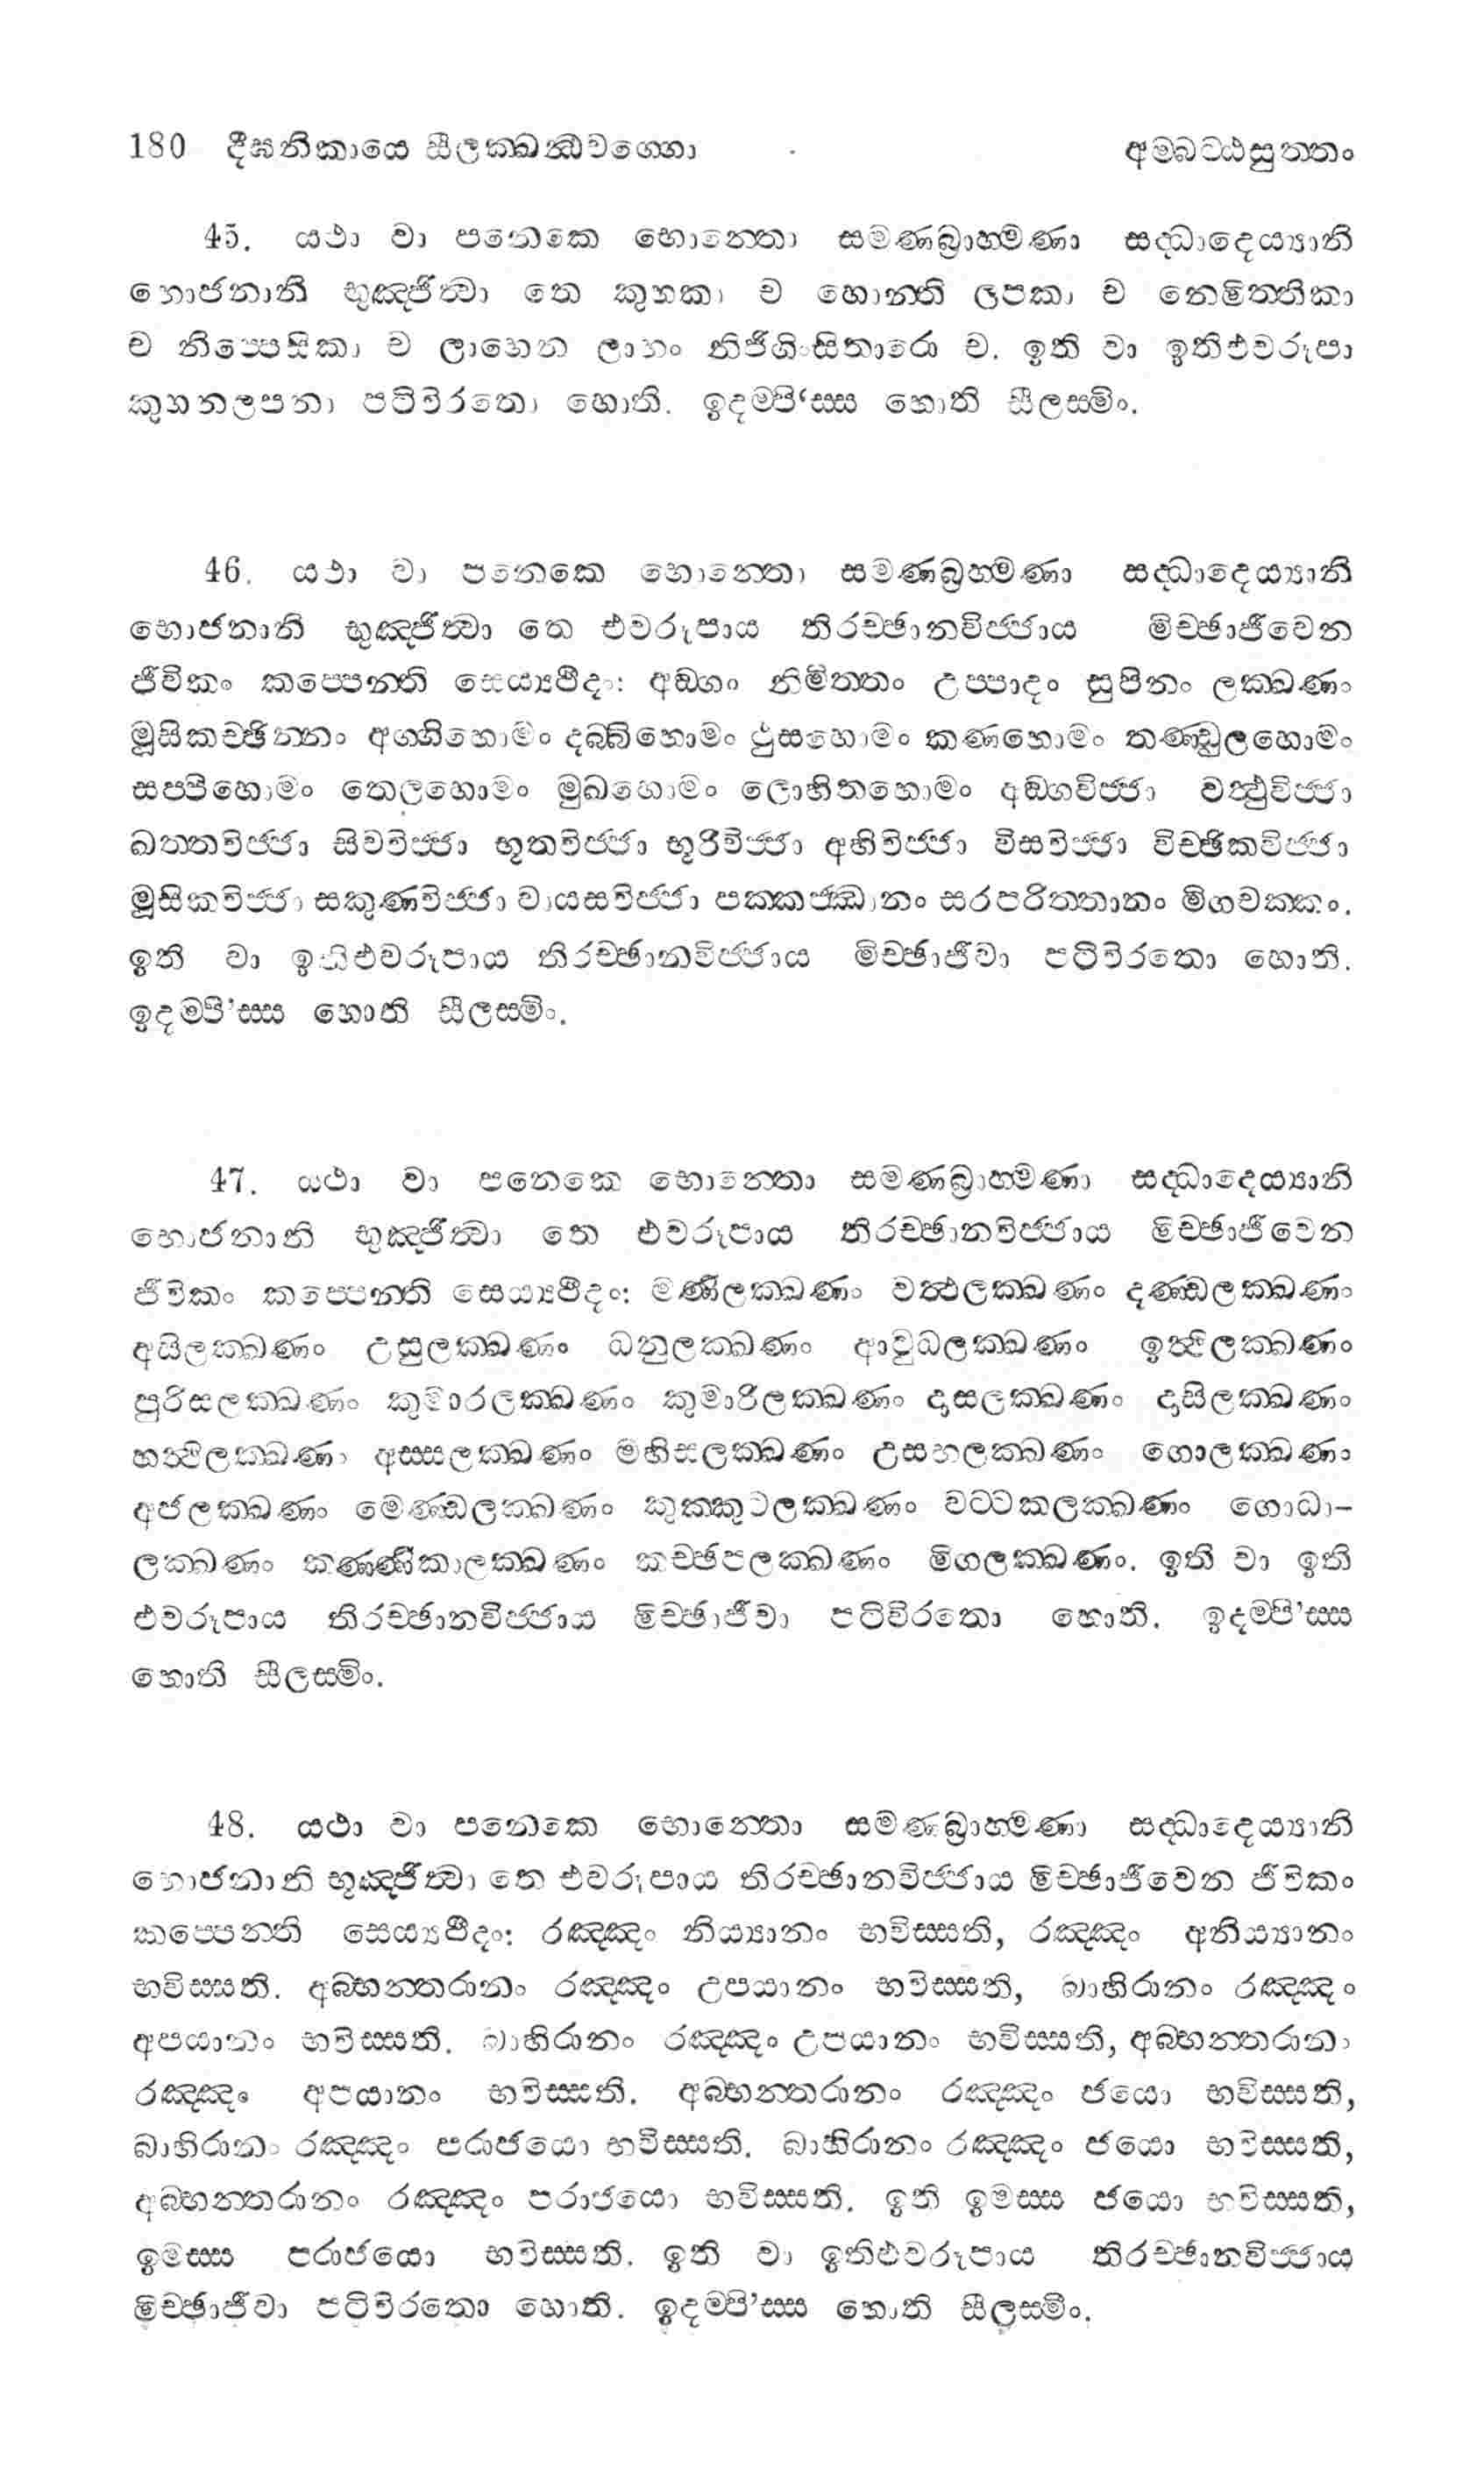 180 දීඝනිකායෙ සීලක්ඛන්ධවග්ගො අම්බට්ඨසුත්තං
45. යථා වා පනෙකෙ භොන්තො සමණබ්‍රාහ්මණා සද්ධාදෙය්‍යානි
භොජනානි භුඤ්ජිත්‍වා තෙ කුහකා ච හොන්ති ලපකා ච නෙමිත්තිකා
ච නිප්පෙසිකා ච ලාභෙන ලාභං නිජිගිංසිතාරො ච. ඉති වා ඉතිඑවරූපා
කුහනලපනා පටිවිරතො හොති. ඉදම්පි‘ස්ස හොති සීලස්මිං.
46. යථා වා පනෙකෙ භොන්තො සමණබ්‍රහ්මණා සද්ධාදෙය්‍යානි
භොජනානි භුඤ්ජිත්‍වා තෙ එවරූපාය තිරච්ඡානවිජ්ජාය මිච්ඡාජීවෙන
ජීවිකං කප්පෙන්ති සෙය්‍යථීදං: අඞ්ගං නිමිත්තං උප්පාදං සුපිනං ලක්ඛණං
මූසිකච්ඡින්නං අග්ගිහොමං දබ්බිහොමං ථුසහොමං කණහොමං තණ්ඩුලහොමං
සප්පිහොමං තෙලහොමං මුඛහොමං ලොහිතහොමං අඞ්ගවිජ්ජා වත්‍ථුවිජ්ජා
ඛත්තවිජ්ජා සිවවිජ්ජා භූතවිජ්ජා භූරිවිජ්ජා අහිවිජ්ජා විසවිජ්ජා විච්ඡිකවිජ්ජා
මූසිකවිජ්ජා සකුණවිජ්ජා වායසවිජ්ජා පක්කජ්ඣානං සරපරිත්තානං මිගචක්කං.
ඉති වා ඉතිඑවරූපාය තිරච්ඡානවිජ්ජාය මිච්ඡාජීවා පටිවිරතො හොති.
ඉදම්පි’ස්ස හොති සීලස්මිං.
47. යථා වා පනෙකෙ භොන්තො සමණබ්‍රාහ්මණා සද්ධාදෙය්‍යානි
භොජනානි භුඤ්ජිත්‍වා තෙ එවරූපාය තිරච්ඡානවිජ්ජාය මිච්ඡාජීවෙන
ජීවිකං කප්පෙන්ති සෙය්‍යථීදං: මණිලක්ඛණං වත්‍ථලක්ඛණං දණ්ඩලක්ඛණං
අසිලක්ඛණං උසුලක්ඛණං ධනුලක්ඛණං ආවුධලක්ඛණං ඉත්‍ථිලක්ඛණං
පුරිසලක්ඛණං කුමාරලක්ඛණං කුමාරිලක්ඛණං දාසලක්ඛණං දාසිලක්ඛණං
හත්‍ථිලක්ඛණං අස්සලක්ඛණං මහිසලක්ඛණං උසභලක්ඛණං ගොලක්ඛණං
අජලක්ඛණං මෙණ්ඩලක්ඛණං කුක්කුටලක්ඛණං වට්ටකලක්ඛණං ගොධා-
ලක්ඛණං කණ්ණිකාලක්ඛණං කච්ඡපලක්ඛණං මිගලක්ඛණං. ඉති වා ඉති
එවරූපාය තිරච්ඡානවිජ්ජාය මිච්ඡාජීවා පටිවිරතො හොති. ඉදම්පි’ස්ස
හොති සීලස්මිං.
48. යථා වා පනෙකෙ භොන්තො සමණබ්‍රාහ්මණා සද්ධාදෙය්‍යානි
භොජනානි භූඤ්ජිත්‍වා තෙ එවරූපාය තිරච්ඡානවිජ්ජාය මිච්ඡාජීවෙන ජීවිකං
කප්පෙන්ති සෙය්‍යථීදං: රඤ්ඤං නිය්‍යානං භවිස්සති, රඤ්ඤං අනිය්‍යානං
භවිස්සති. අබ්භන්තරානං රඤ්ඤං උපයානං භවිස්සති, බාහිරානං රඤ්ඤං
අපයානං භවිස්සති. බාහිරානං රඤ්ඤං උපයානං භවිස්සති, අබ්භන්තරානං
රඤ්ඤං අපයානං භවිස්සති. අබ්භන්තරානං රඤ්ඤං ජයො භවිස්සති,
බාහිරානං රඤ්ඤං පරාජයො භවිස්සති. බාහිරානං රඤ්ඤං ජයො භවිස්සති,
අබ්භන්තරානං රඤ්ඤං පරාජයො භවිස්සති. ඉති ඉමස්ස ජයො භවිස්සති,
ඉමස්ස පරාජයො භවිස්සති. ඉති වා ඉතිඑවරූපාය තිරච්ඡානවිජ්ජාය
මිච්ඡාජීවා පටිවිරතො හොති. ඉදම්පි’ස්ස හොති සීලස්මීං.